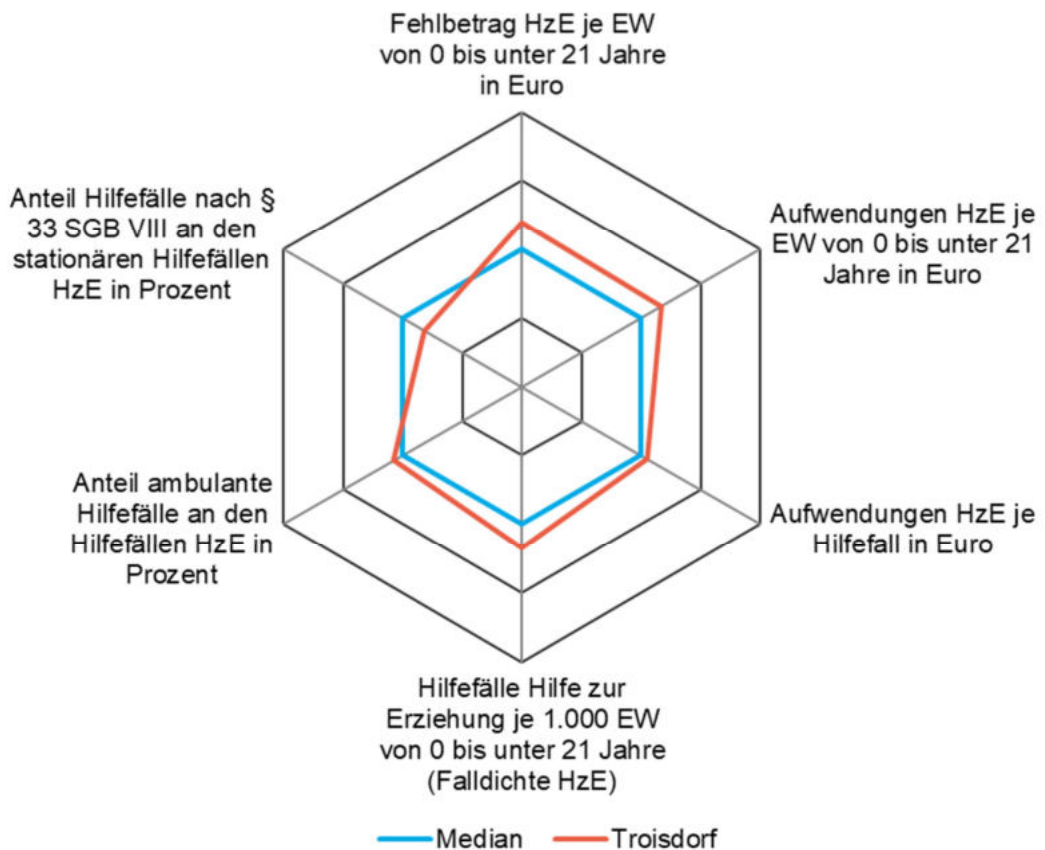 Fehlbetrag HzE je EW
von 0 bis unter 21 Jahre
in Euro
Aufwendungen HzE je
EW von 0 bis unter 21
Jahre in Euro
Aufwendungen HzE je
Hilfefall in Euro
Hilfefälle Hilfe zur
Erziehung je 1.000 EW
von 0 bis unter 21 Jahre
(Falldichte HzE)
Anteil ambulante
Hilfefälle an den
Hilfefällen HzE in
Prozent
Anteil Hilfefälle nach §
33 SGB VIII an den
stationären Hilfefällen
HzE in Prozent
Median
Troisdorf